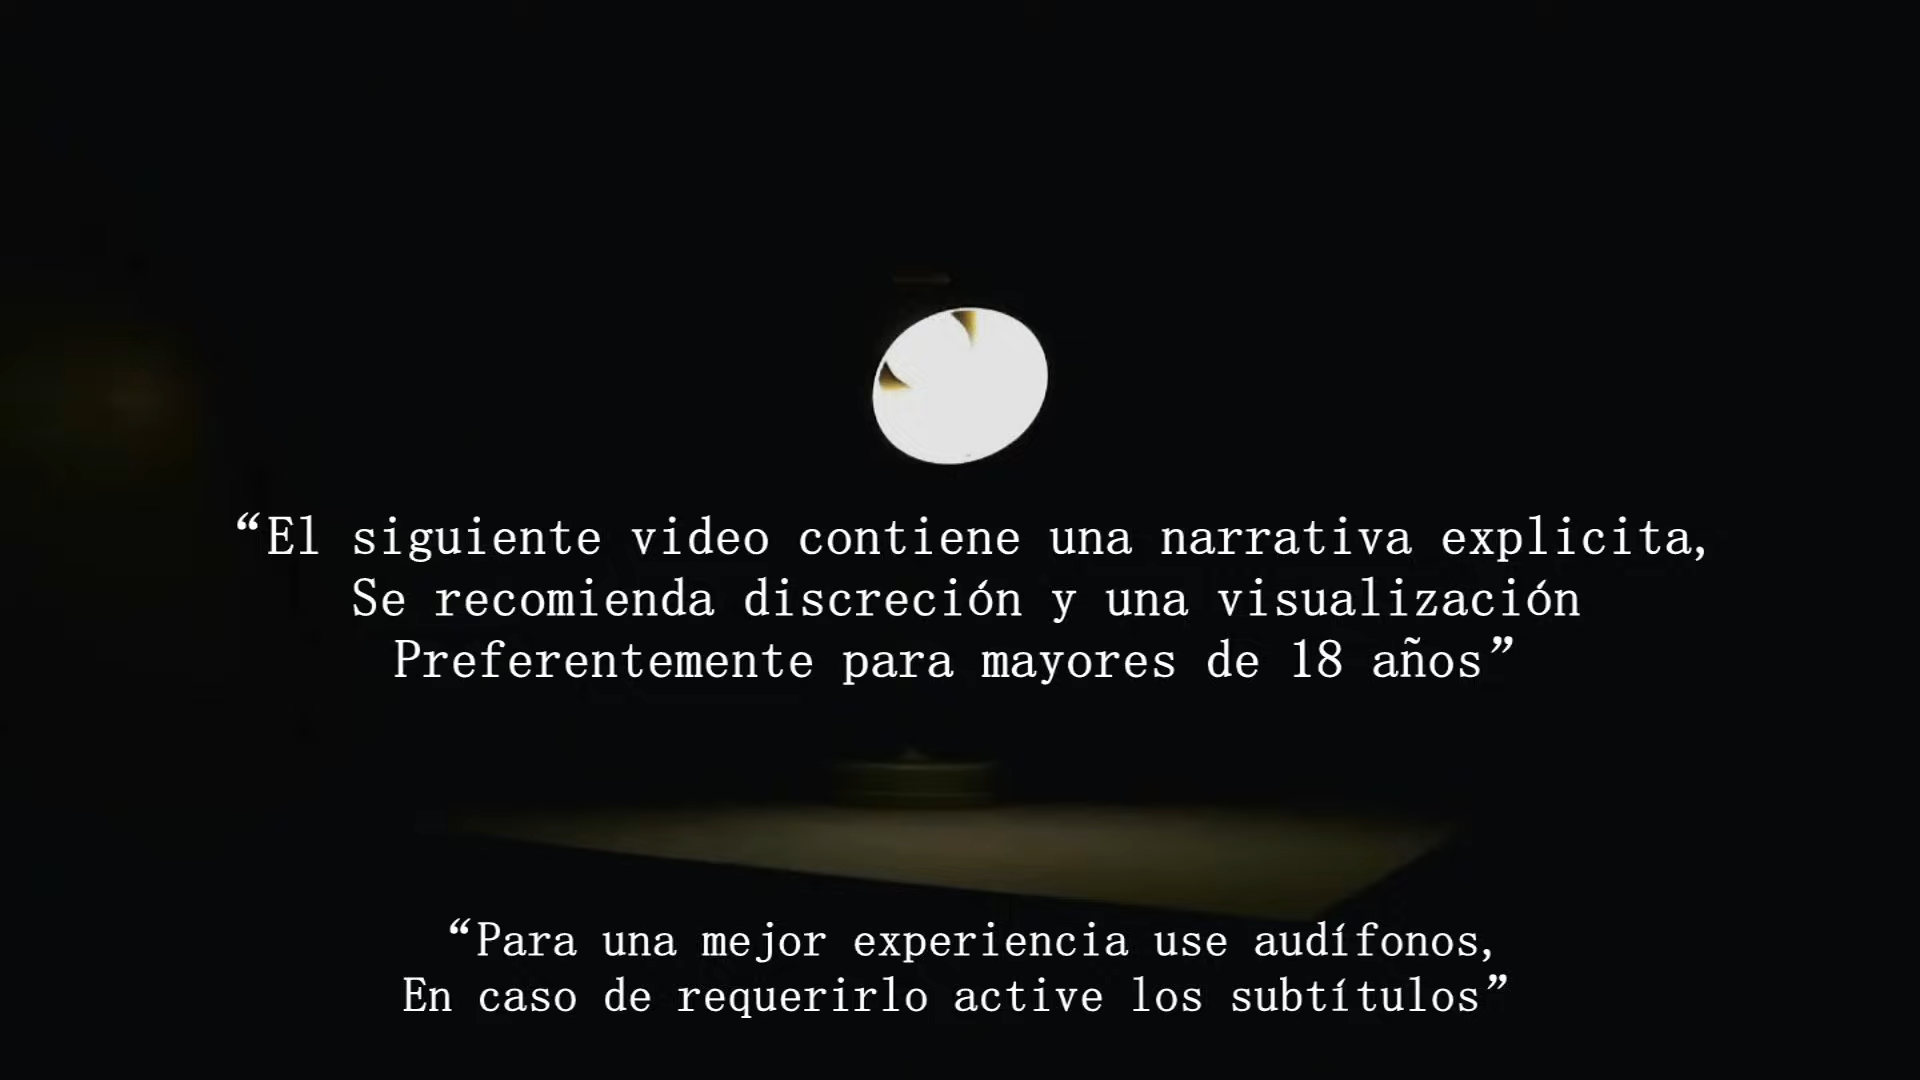 “El siguiente video contiene una narrativa explicita,
Se recomienda discreción y una visualización
Preferentemente para mayores de 18 años”
“Para una mejor experiencia use audífonos,
En caso de requerirlo active los subtítulos”